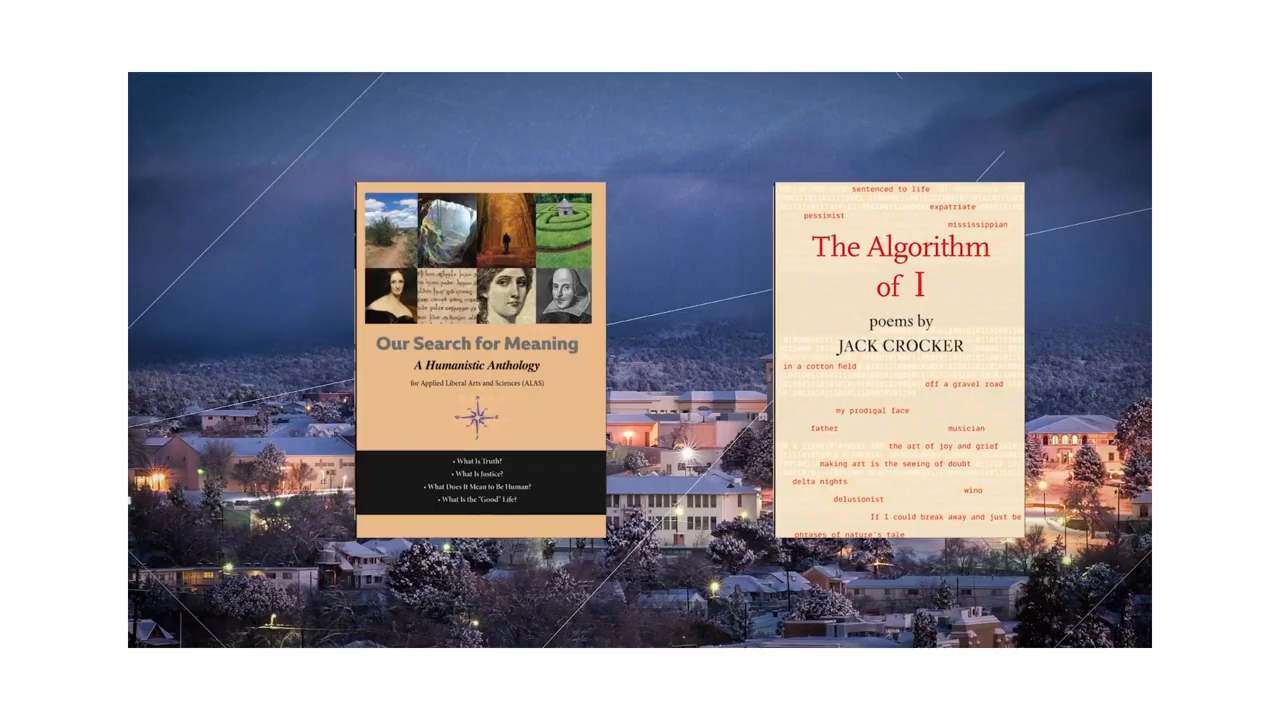 Our Search for Meaning
A Humanistic Anthology
for Applied Liberal Arts and Sciences (ALAS)
• What Is Truth?
• What Is Justice?
• What Does It Mean to Be Human?
• What Is the "Good" Life?
sentenced to life
expatriate
pessimist
mississippian
The Algorithm
of I
poems by
JACK CROCKER
in a cotton field
off a gravel road
my prodigal face
father musician
the art of joy and grief
making art is the seeing of doubt
delta nights
wino
delusionist
If I could break away and just be
phrases of nature's tale